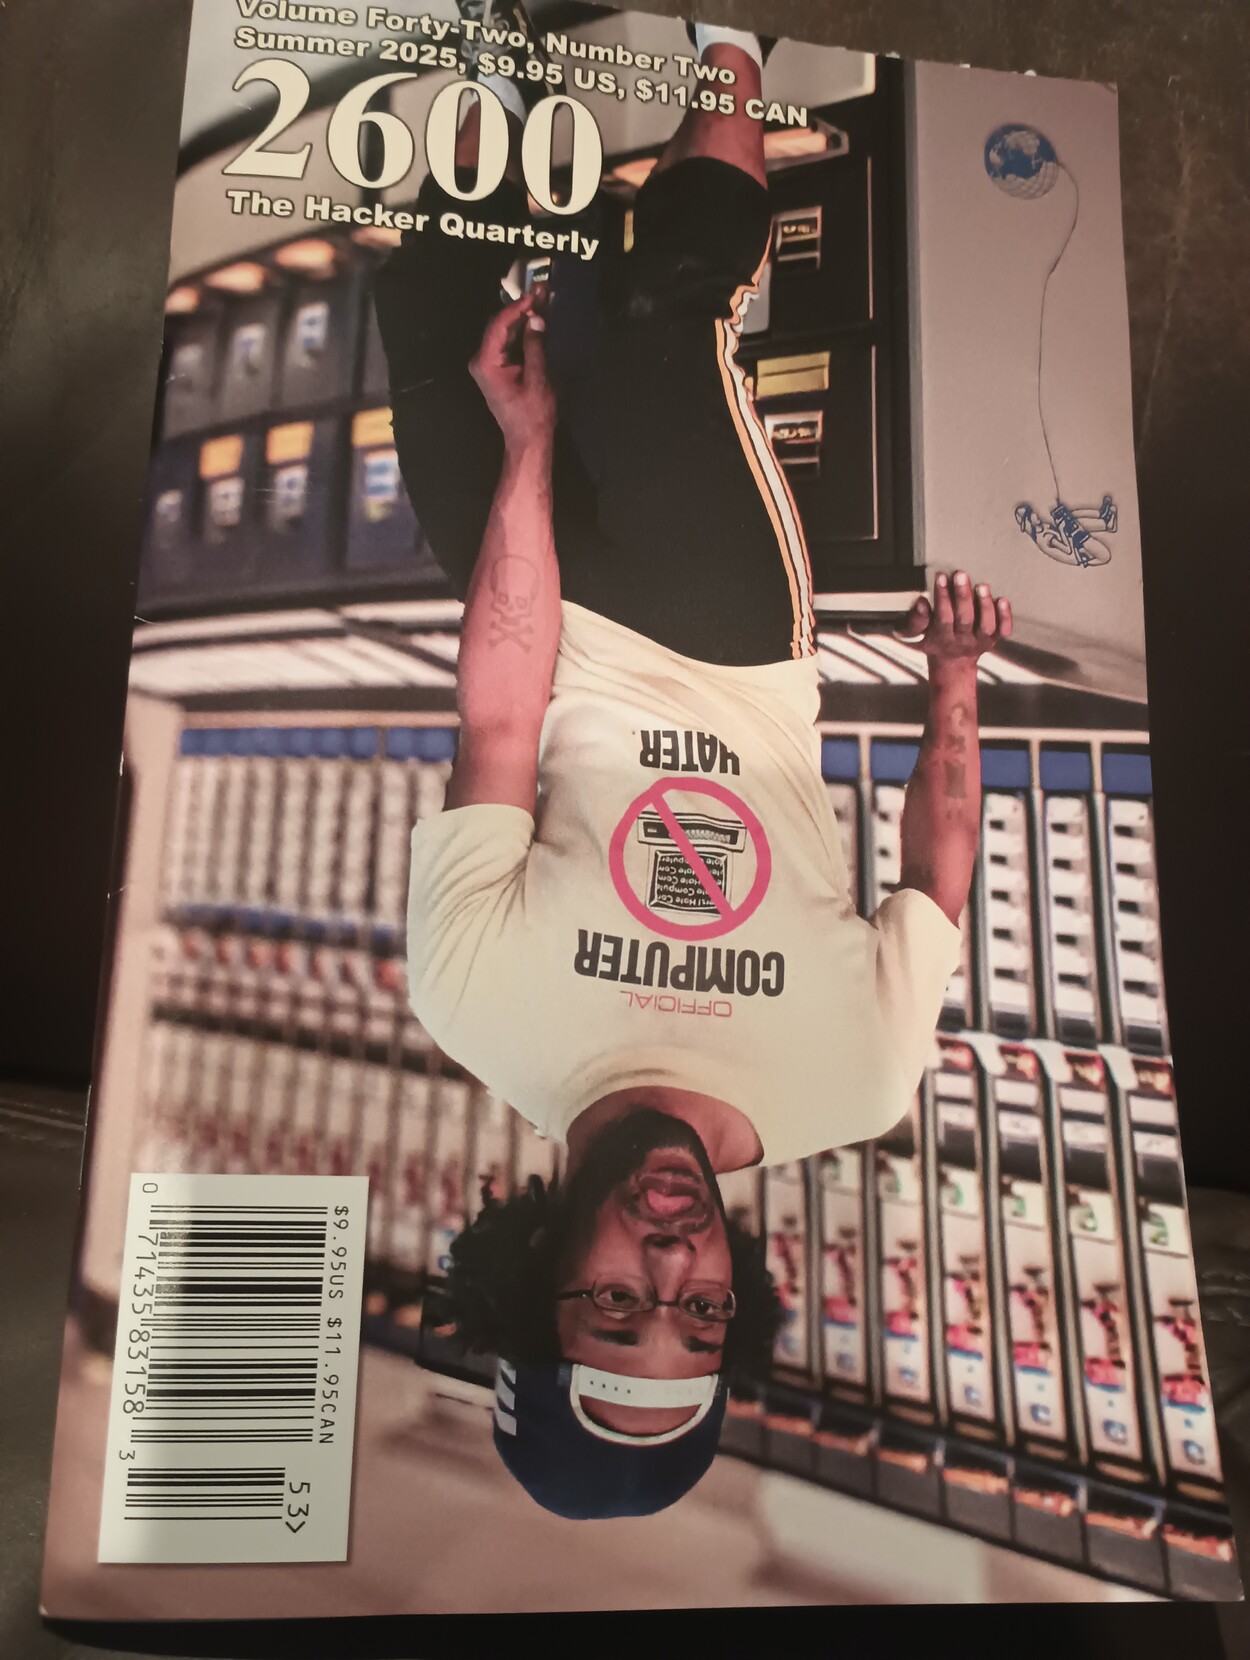 Volume Forty-Two, Number Two
Summer 2025, $9.95 US, $11.95 CAN
2600
The Hacker Quarterly
OFFICIAL
COMPUTER
HATER
$9.95US $11.95CAN
0 71435 83158 3
53>